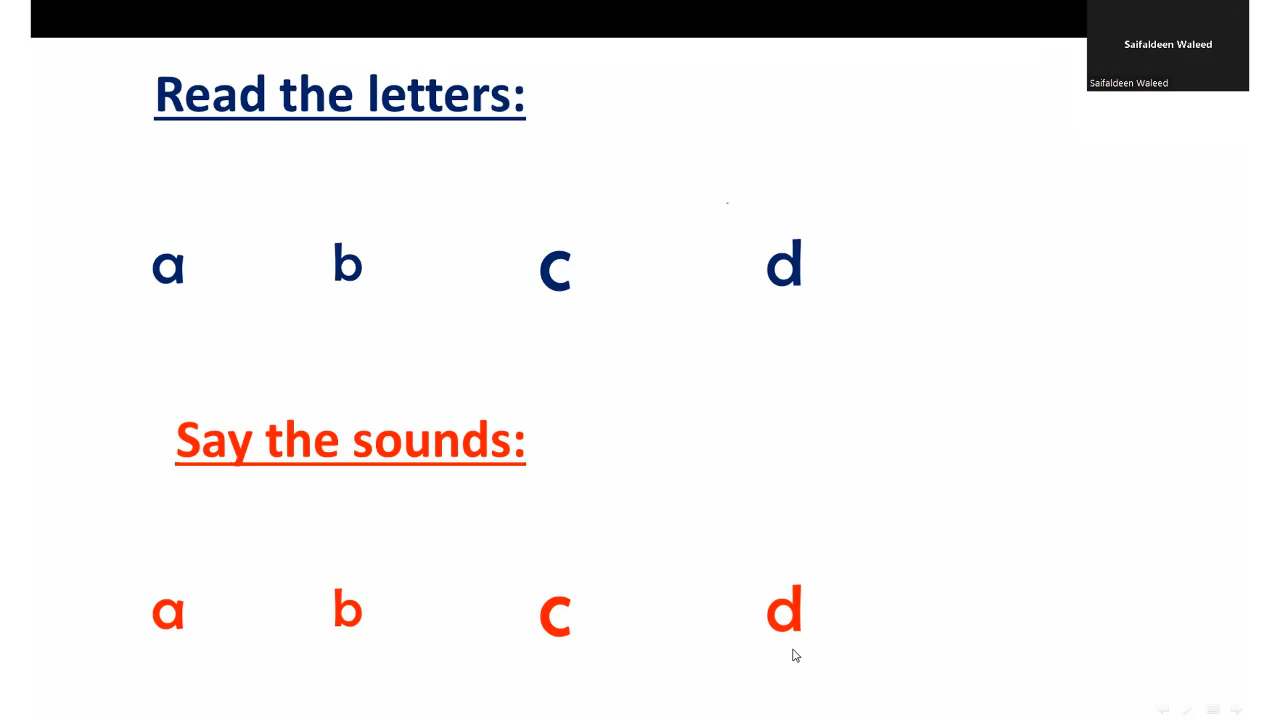 Saifaldeen Waleed
Saifaldeen Waleed
Read the letters:
a b c d
Say the sounds:
a b c d